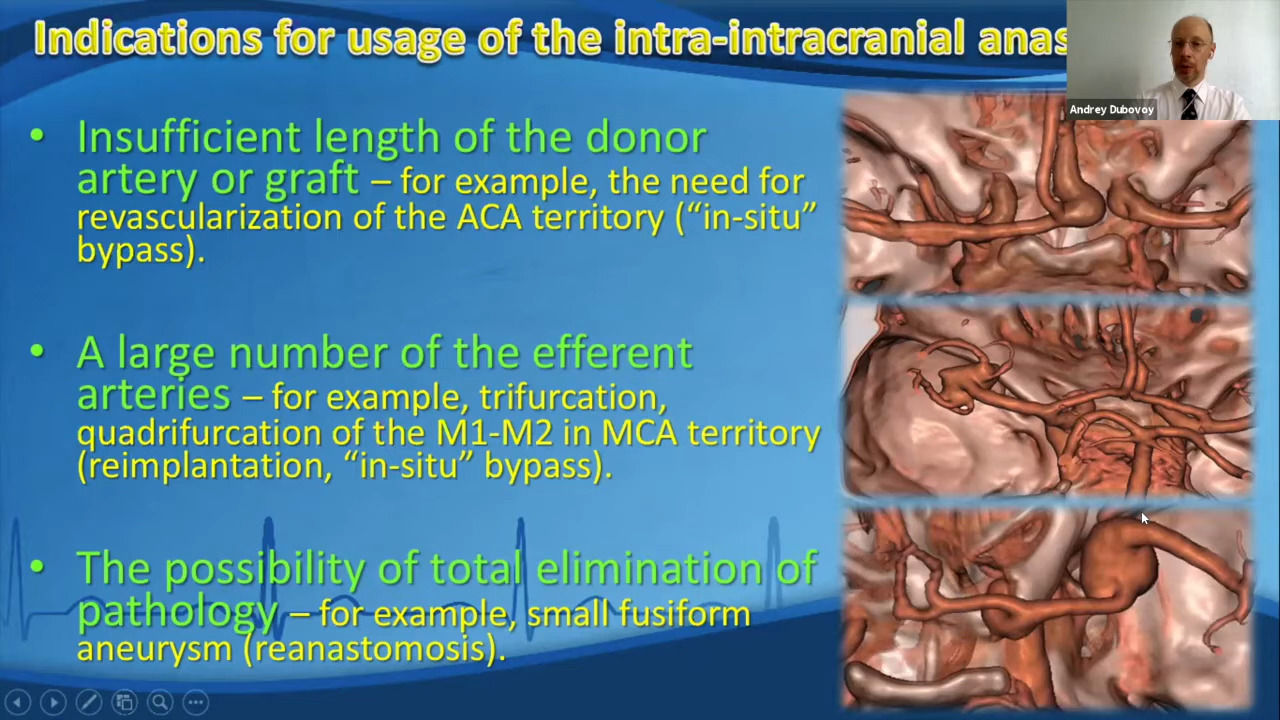 Indications for usage of the intra-intracranial anas
Andrey Dubovoy
• Insufficient length of the donor
artery or graft – for example, the need for
revascularization of the ACA territory (“in-situ”
bypass).
• A large number of the efferent
arteries – for example, trifurcation,
quadrifurcation of the M1-M2 in MCA territory
(reimplantation, “in-situ” bypass).
• The possibility of total elimination of
pathology – for example, small fusiform
aneurysm (reanastomosis).